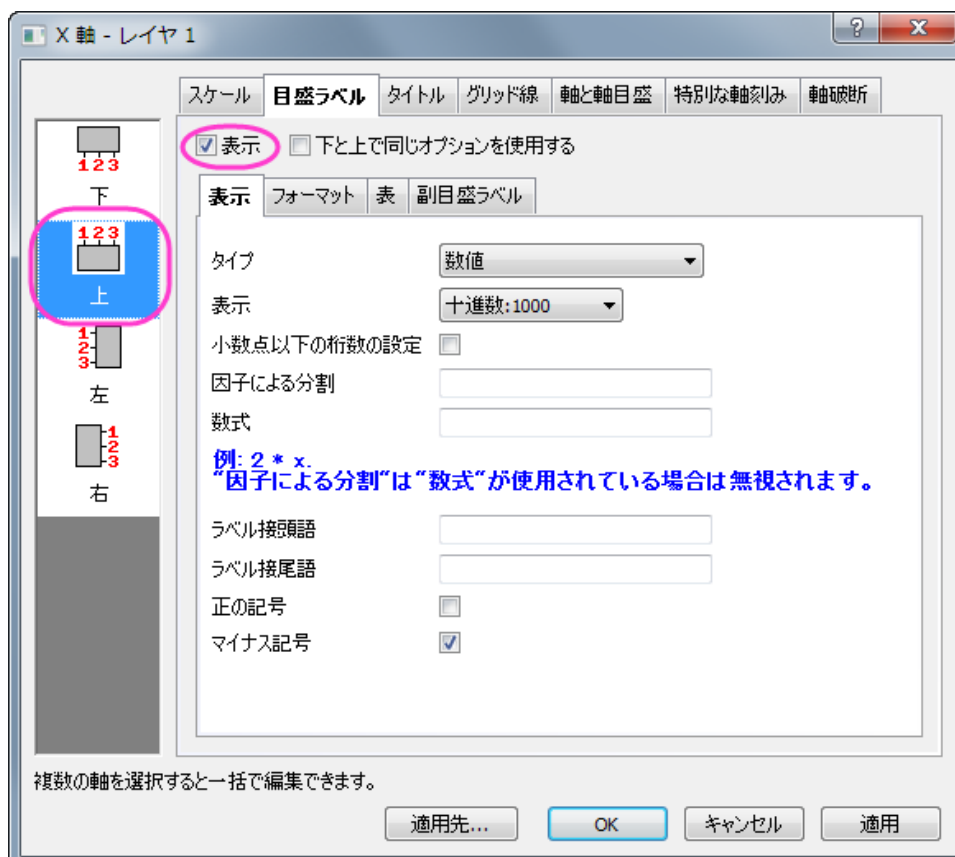 X 軸 - レイヤ 1
スケール 目盛ラベル タイトル グリッド線 軸と軸目盛 特別な軸刻み 軸破断
表示 下と上で同じオプションを使用する
1 2 3
下
1 2 3
上
1
2
3
左
1
2
3
右
表示 フォーマット 表 副目盛ラベル
タイプ 数値
表示 十進数:1000
小数点以下の桁数の設定
因子による分割
数式
例: 2 * x.
“因子による分割“は“数式“が使用されている場合は無視されます。
ラベル接頭語
ラベル接尾語
正の記号
マイナス記号
複数の軸を選択すると一括で編集できます。
適用先... OK キャンセル 適用